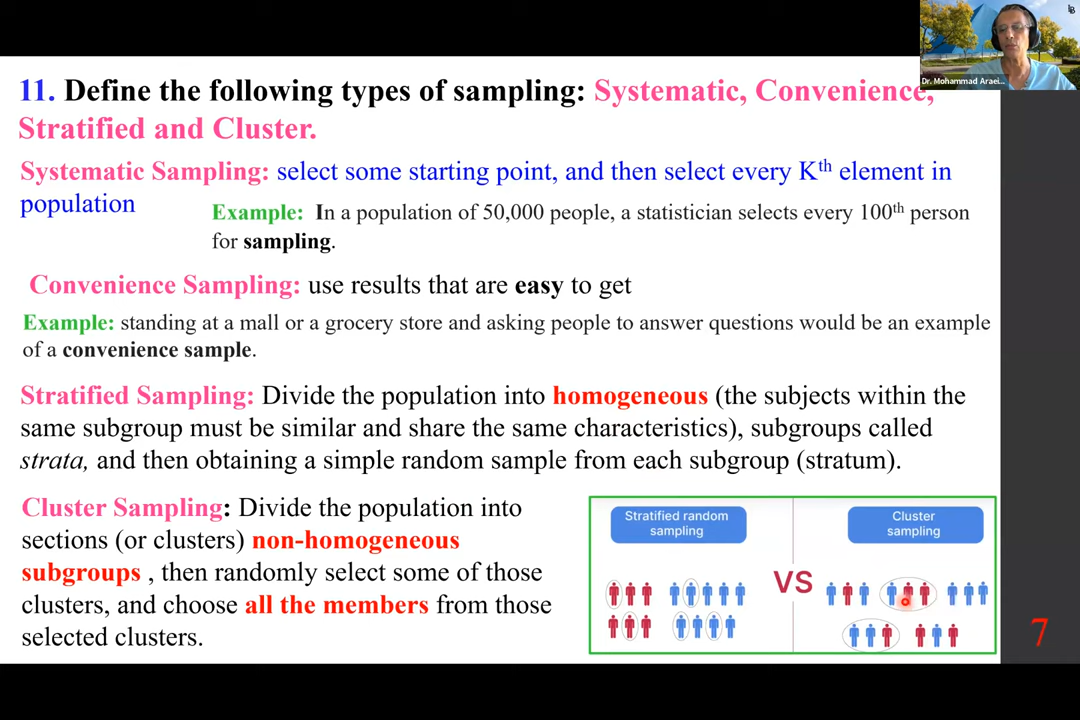 Dr. Mohammad Araei...
11. Define the following types of sampling: Systematic, Convenience,
Stratified and Cluster.
Systematic Sampling: select some starting point, and then select every Kth element in
population
Example: In a population of 50,000 people, a statistician selects every 100th person
for sampling.
Convenience Sampling: use results that are easy to get
Example: standing at a mall or a grocery store and asking people to answer questions would be an example
of a convenience sample.
Stratified Sampling: Divide the population into homogeneous (the subjects within the
same subgroup must be similar and share the same characteristics), subgroups called
strata, and then obtaining a simple random sample from each subgroup (stratum).
Cluster Sampling: Divide the population into
sections (or clusters) non-homogeneous
subgroups , then randomly select some of those
clusters, and choose all the members from those
selected clusters.
Stratified random
sampling
VS
Cluster
sampling
7